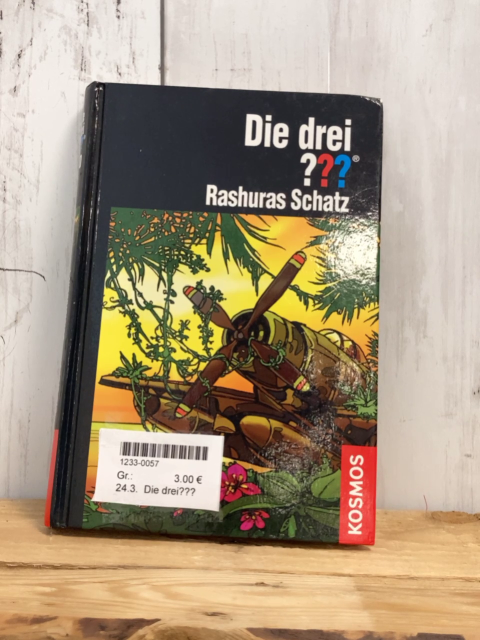 Die drei
???®
Rashuras Schatz
1233-0057
Gr.: 3.00 €
24.3. Die drei???
KOSMOS